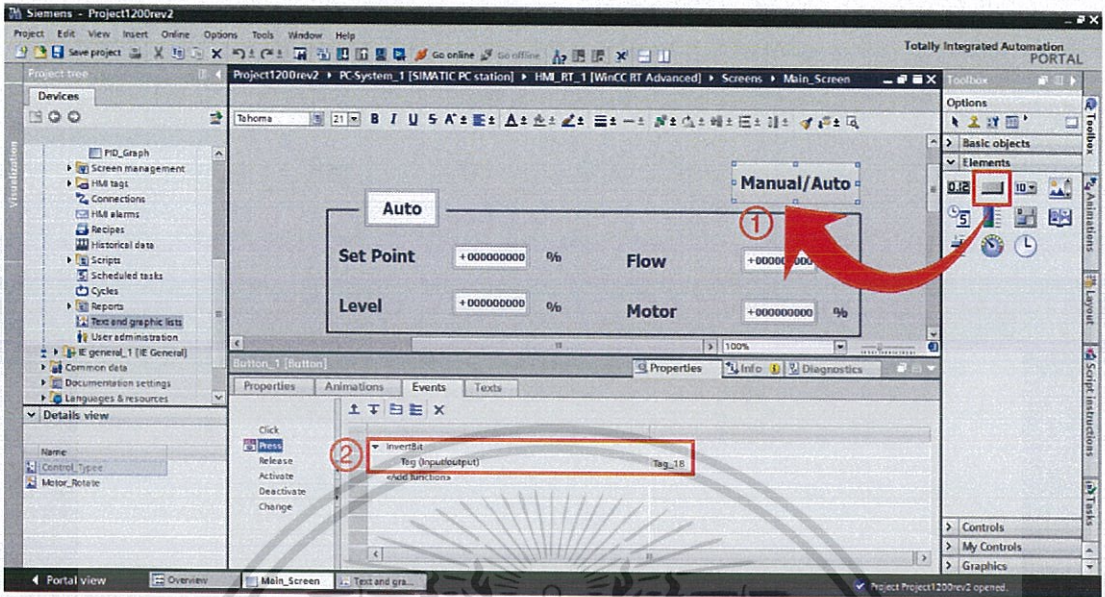 Siemens - Project1200rev2
Project Edit View Insert Online Options Tools Window Help
Save project
Go online
Go offline
Totally Integrated Automation
PORTAL
Project tree
Project1200rev2 ▸ PC-System_1 [SIMATIC PC station] ▸ HMI_RT_1 [WinCC RT Advanced] ▸ Screens ▸ Main_Screen
Toolbox
Devices
Options
Tahoma
21
B I U S
Toolbox
Visualization
PID_Graph
Screen management
HMI tags
Connections
HMI alarms
Recipes
Historical data
Scripts
Scheduled tasks
Cycles
Reports
Text and graphic lists
User administration
IE general_1 [IE General]
Common data
Documentation settings
Languages & resources
Basic objects
Elements
Manual/Auto
①
Auto
Set Point
+000000000
%
Flow
Level
+000000000
%
Motor
+000000000
%
100%
Animations
Layout
Script instructions
Tasks
Button_1 [Button]
Properties
Info
Diagnostics
Properties
Animations
Events
Texts
Details view
Name
Control_Typee
Motor_Rotate
Click
Press
Release
Activate
Deactivate
Change
②
InvertBit
Tag (Input/output)
Tag_18
<Add function>
Controls
My Controls
Graphics
Portal view
Overview
Main_Screen
Text and gra...
Project Project1200rev2 opened.